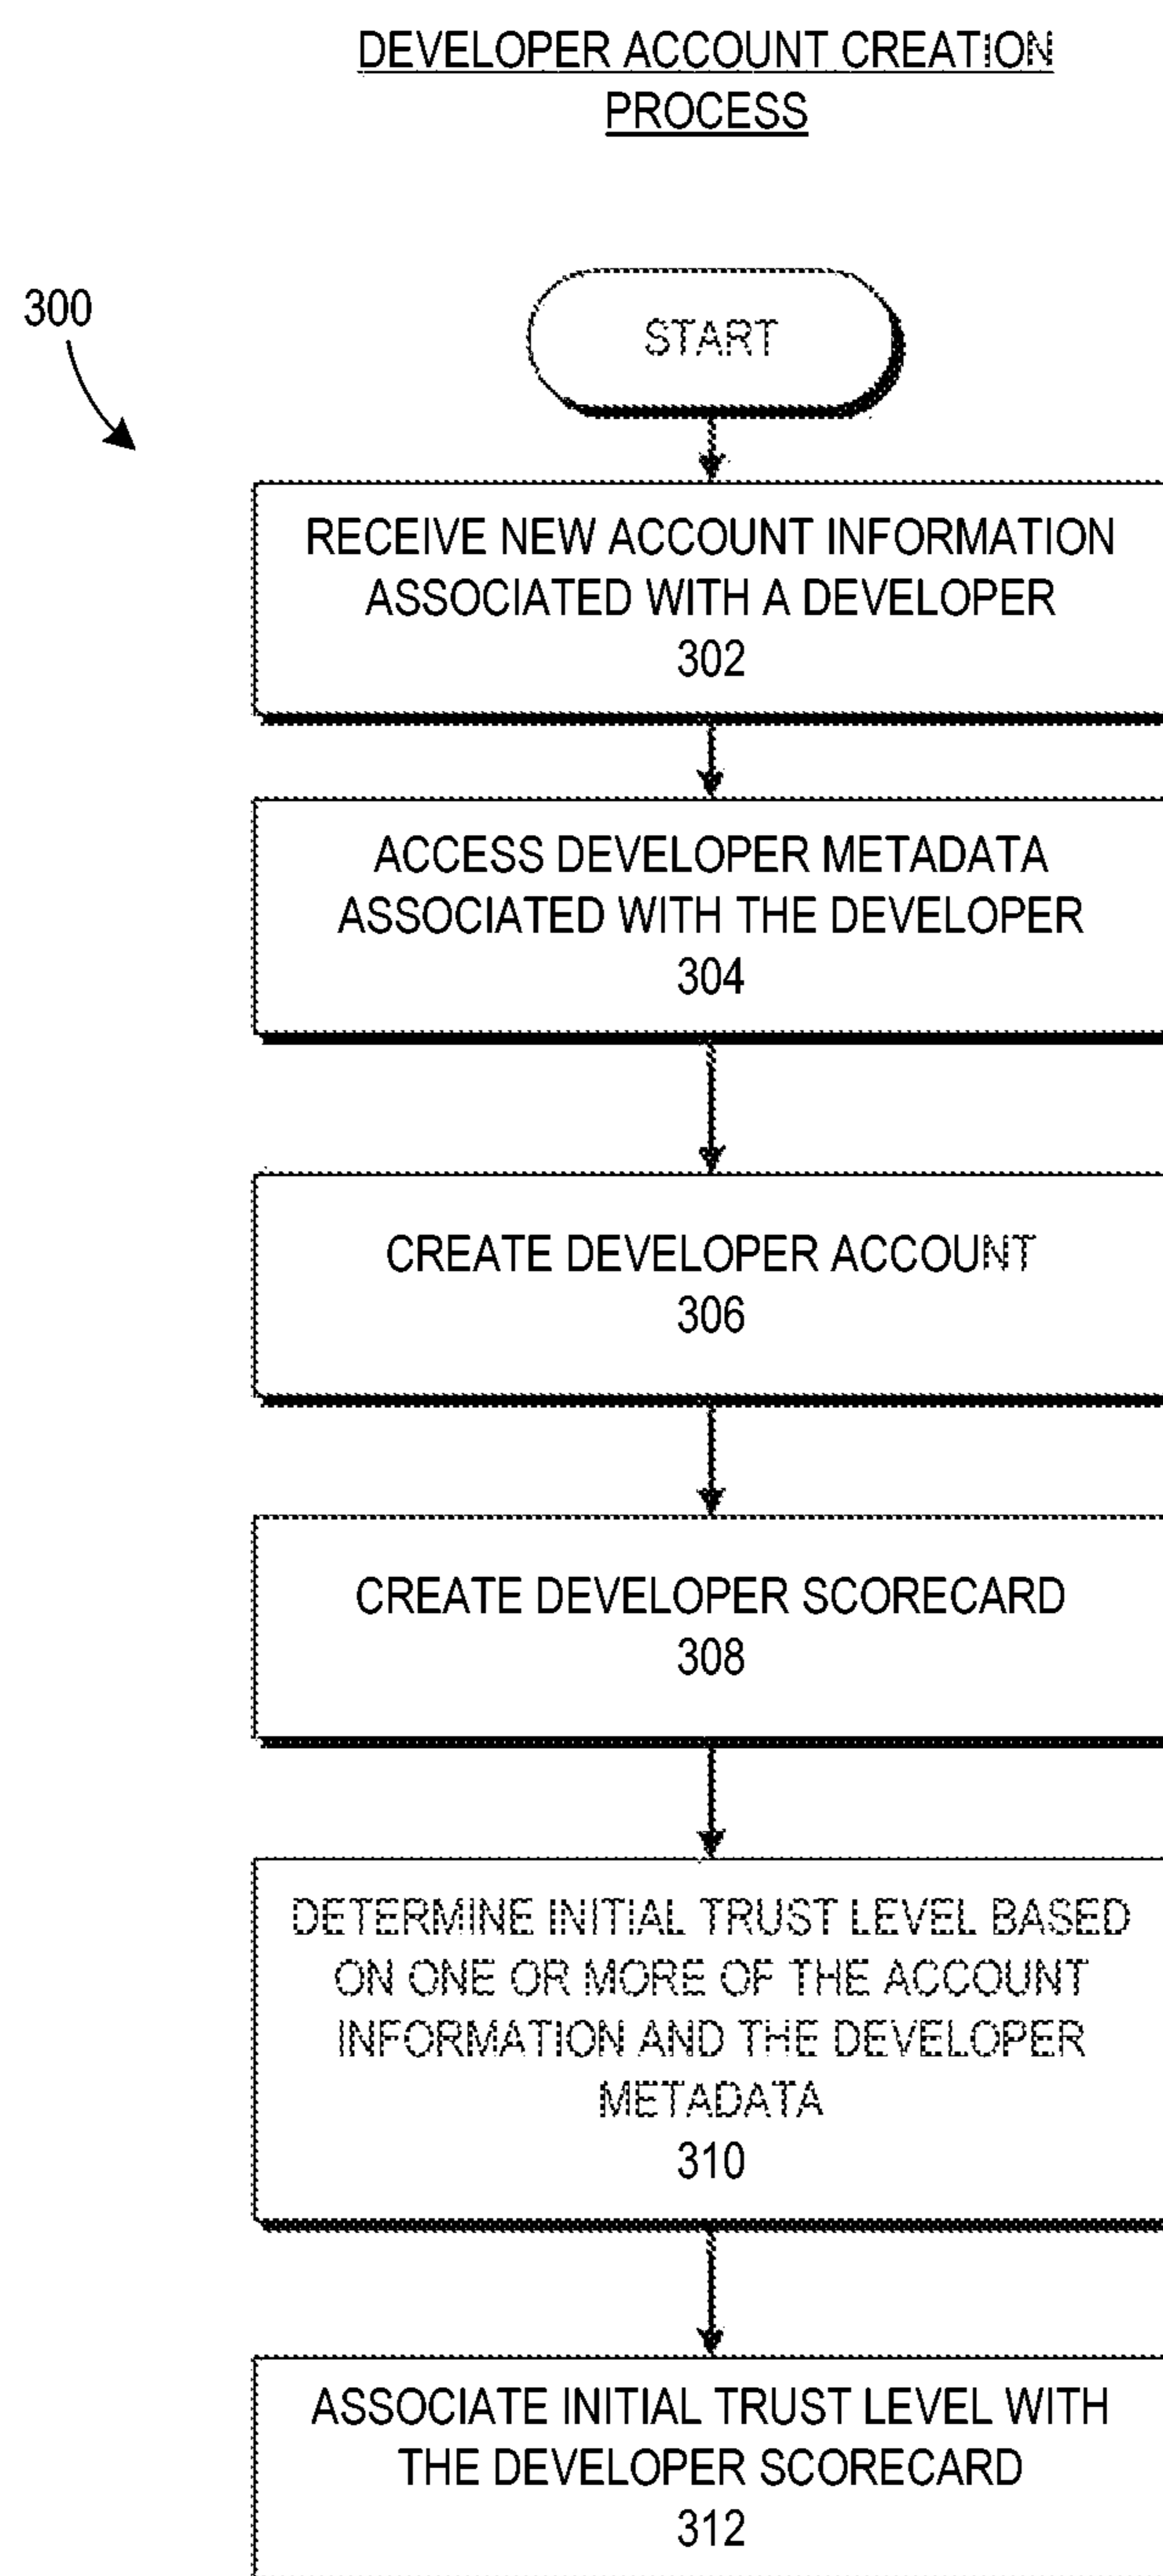 DEVELOPER ACCOUNT CREATION
PROCESS
300
START
RECEIVE NEW ACCOUNT INFORMATION
ASSOCIATED WITH A DEVELOPER
302
ACCESS DEVELOPER METADATA
ASSOCIATED WITH THE DEVELOPER
304
CREATE DEVELOPER ACCOUNT
306
CREATE DEVELOPER SCORECARD
308
DETERMINE INITIAL TRUST LEVEL BASED
ON ONE OR MORE OF THE ACCOUNT
INFORMATION AND THE DEVELOPER
METADATA
310
ASSOCIATE INITIAL TRUST LEVEL WITH
THE DEVELOPER SCORECARD
312